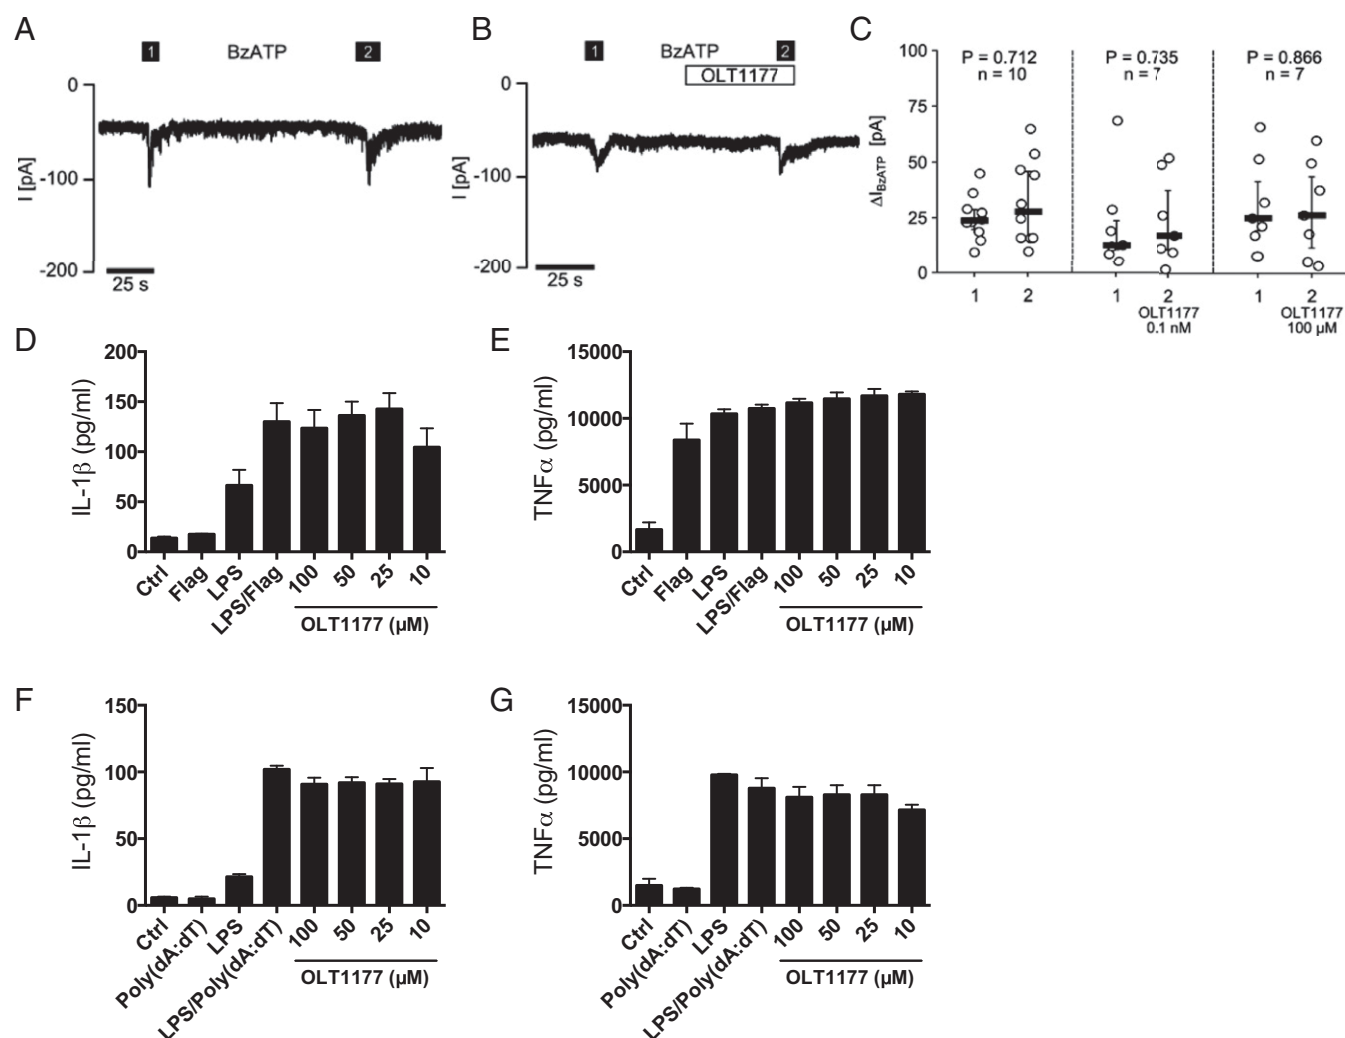 A
1 BzATP 2
0
-100
-200
I [pA]
25 s
B
1 BzATP 2
OLT1177
0
-100
-200
I [pA]
25 s
C
100
75
50
25
0
ΔI_BzATP [pA]
P = 0.712
n = 10
P = 0.735
n = 7
P = 0.866
n = 7
1 2 1 2 1 2
OLT1177
0.1 nM
OLT1177
100 µM
D
200
150
100
50
0
IL-1β (pg/ml)
Ctrl
Flag
LPS
LPS/Flag
100
50
25
10
OLT1177 (µM)
E
15000
10000
5000
0
TNFα (pg/ml)
Ctrl
Flag
LPS
LPS/Flag
100
50
25
10
OLT1177 (µM)
F
150
100
50
0
IL-1β (pg/ml)
Ctrl
Poly(dA:dT)
LPS
LPS/Poly(dA:dT)
100
50
25
10
OLT1177 (µM)
G
15000
10000
5000
0
TNFα (pg/ml)
Ctrl
Poly(dA:dT)
LPS
LPS/Poly(dA:dT)
100
50
25
10
OLT1177 (µM)